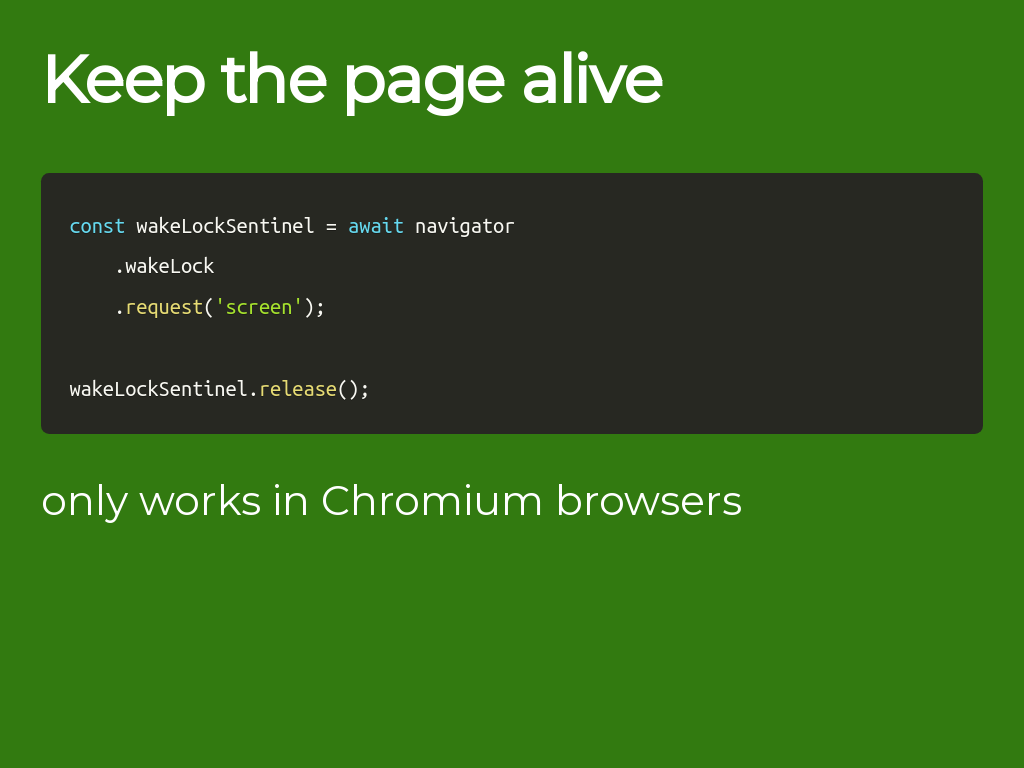 Keep the page alive
const wakeLockSentinel = await navigator
    .wakeLock
    .request('screen');
wakeLockSentinel.release();
only works in Chromium browsers